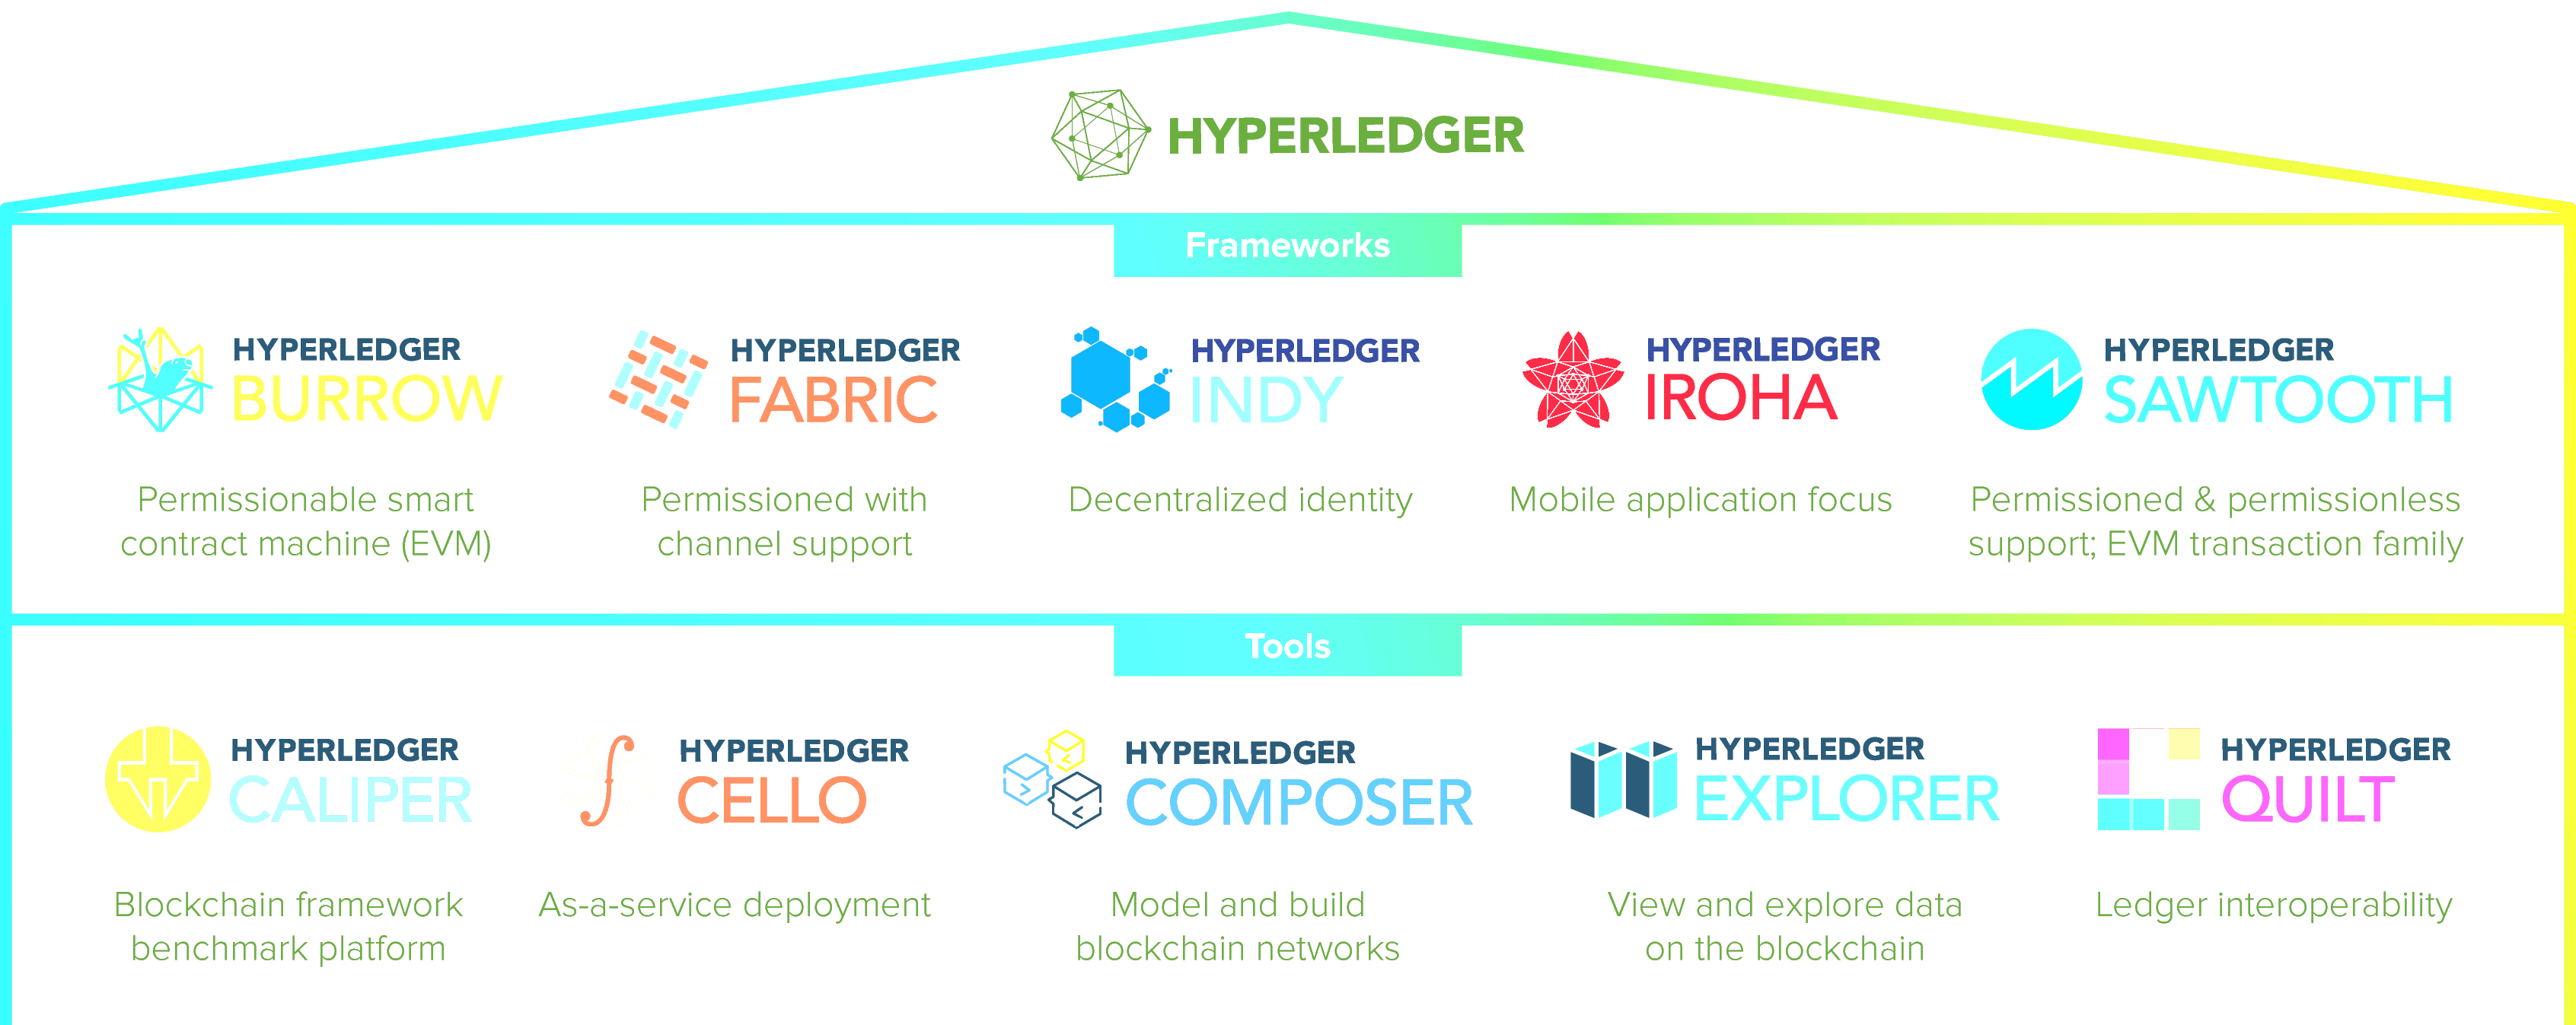 HYPERLEDGER
Frameworks
HYPERLEDGER
BURROW
Permissionable smart
contract machine (EVM)
HYPERLEDGER
FABRIC
Permissioned with
channel support
HYPERLEDGER
INDY
Decentralized identity
HYPERLEDGER
IROHA
Mobile application focus
HYPERLEDGER
SAWTOOTH
Permissioned & permissionless
support; EVM transaction family
Tools
HYPERLEDGER
CALIPER
Blockchain framework
benchmark platform
HYPERLEDGER
CELLO
As-a-service deployment
HYPERLEDGER
COMPOSER
Model and build
blockchain networks
HYPERLEDGER
EXPLORER
View and explore data
on the blockchain
HYPERLEDGER
QUILT
Ledger interoperability